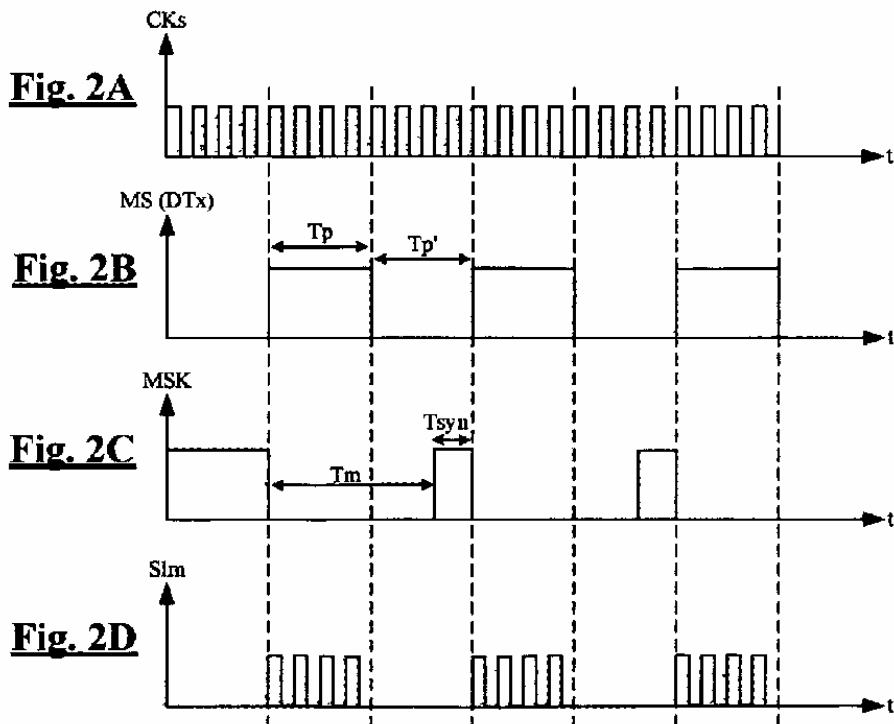 CKs
Fig. 2A
t
MS (DTx)
Tp
Tp'
Fig. 2B
t
MSK
Tsyn
Fig. 2C
Tm
t
Slm
Fig. 2D
t